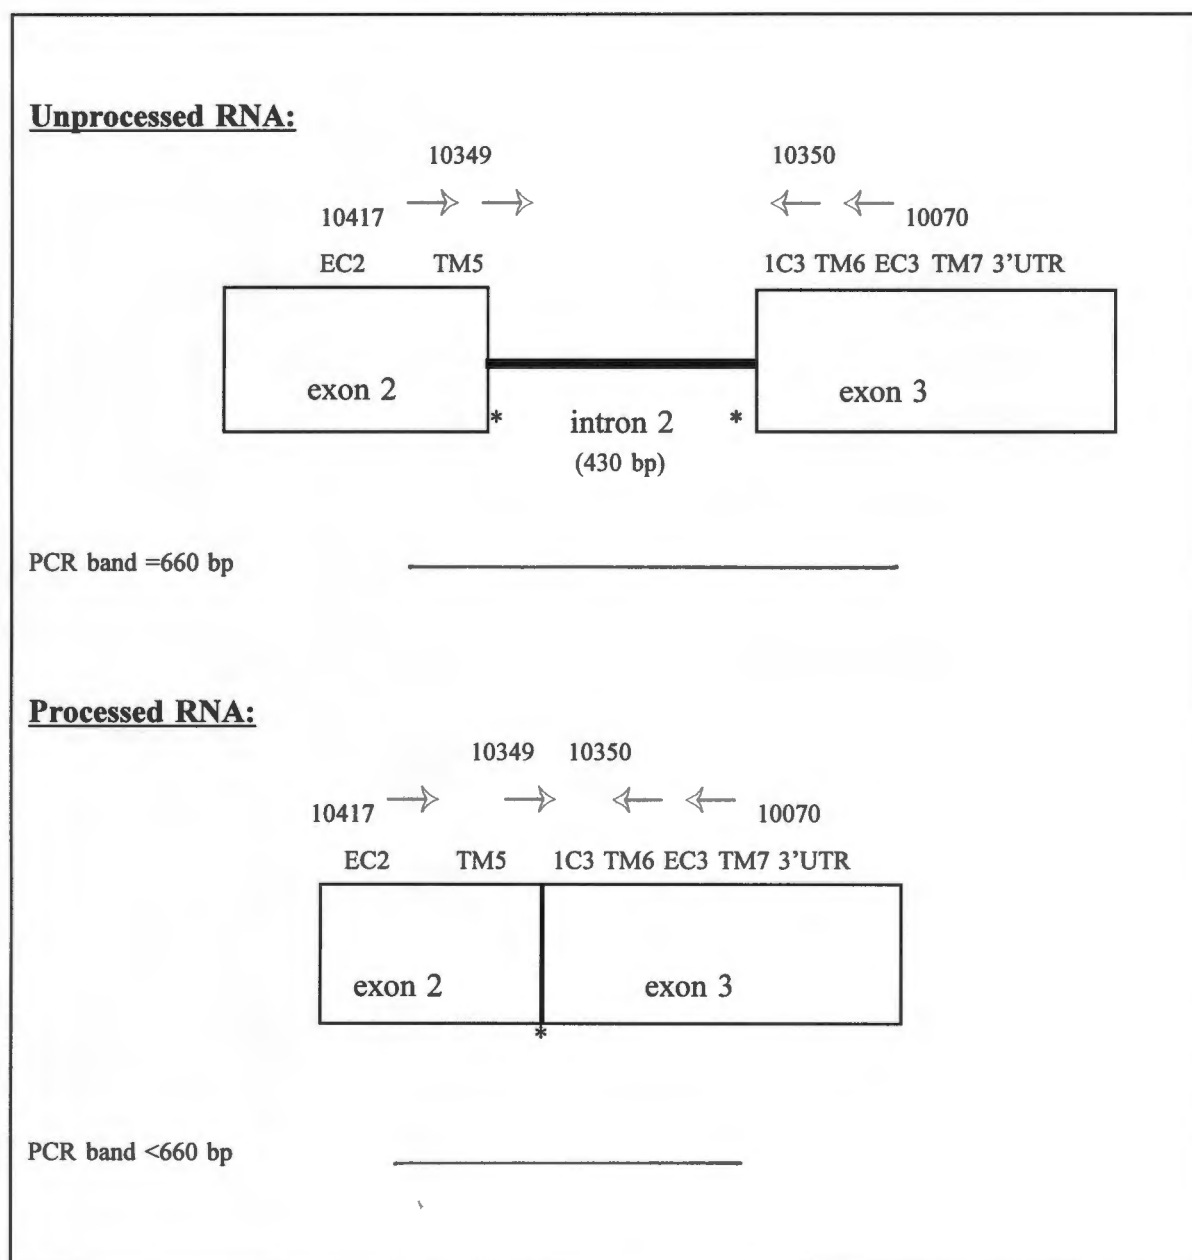 Unprocessed RNA:
10349 10350
10417 10070
EC2 TM5 1C3 TM6 EC3 TM7 3'UTR
exon 2 exon 3
* intron 2 *
(430 bp)
PCR band =660 bp
Processed RNA:
10349 10350
10417 10070
EC2 TM5 1C3 TM6 EC3 TM7 3'UTR
exon 2 exon 3
*
PCR band <660 bp